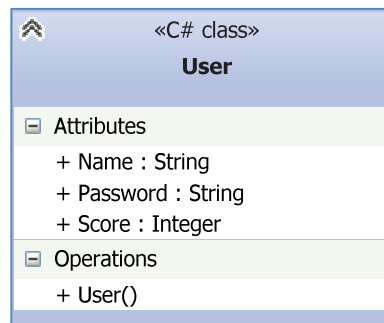 «C# class»
User
Attributes
+ Name : String
+ Password : String
+ Score : Integer
Operations
+ User()